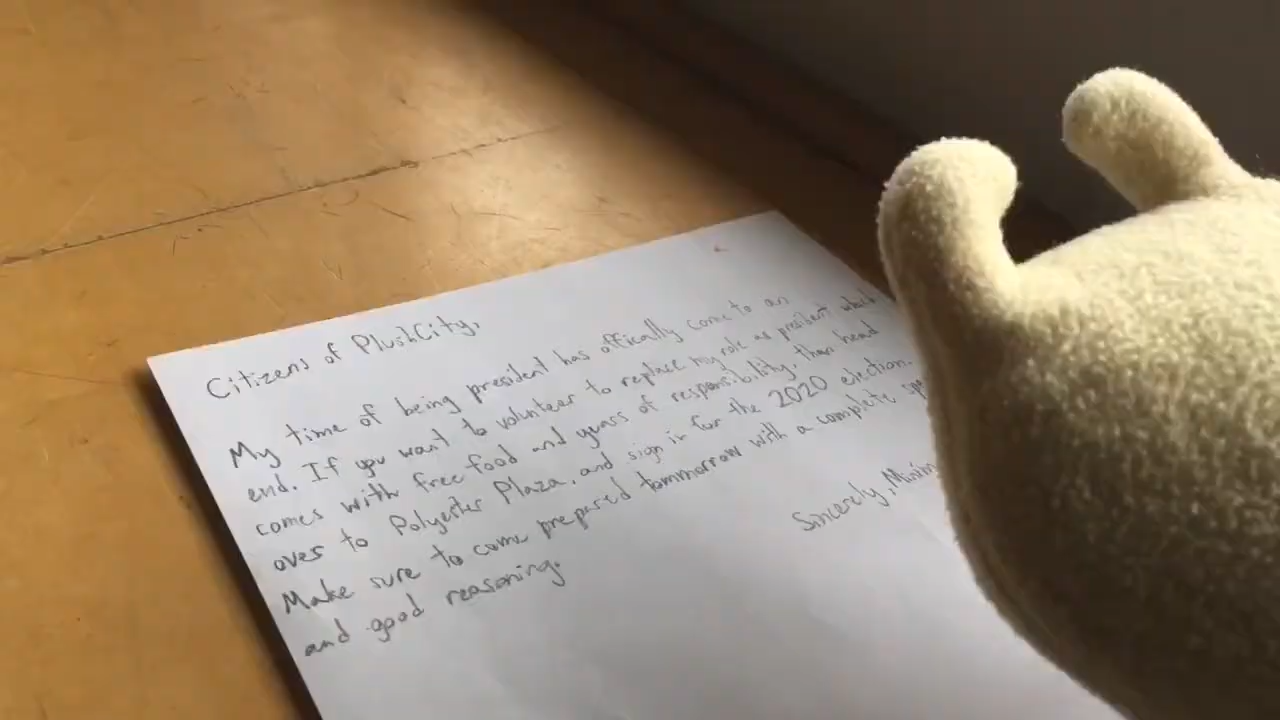 Citizens of PlushCity,
My time of being president has offically come to an
end. If you want to volunteer to replace my role as president which
comes with free food and years of responsibility, than head
over to Polyester Plaza, and sign in for the 2020 election.
Make sure to come prepared tommorrow with a complete
and good reasoning.
Sincerely,